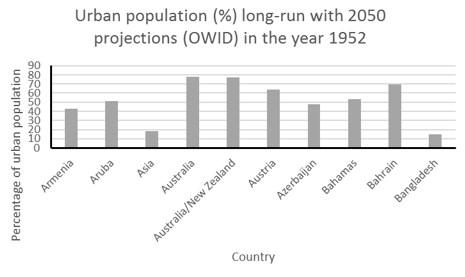 Urban population (%) long-run with 2050
projections (OWID) in the year 1952
Percentage of urban population
90
80
70
60
50
40
30
20
10
0
Armenia
Aruba
Asia
Australia
Australia/New Zealand
Austria
Azerbaijan
Bahamas
Bahrain
Bangladesh
Country